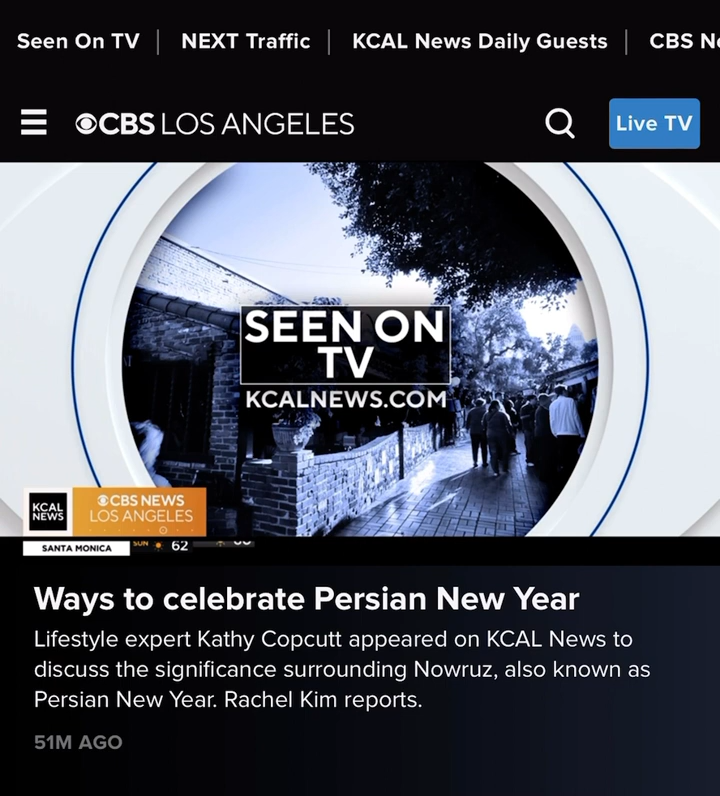 Seen On TV | NEXT Traffic | KCAL News Daily Guests | CBS
CBS LOS ANGELES
Live TV
SEEN ON
TV
KCALNEWS.COM
KCAL
NEWS
CBS NEWS
LOS ANGELES
SANTA MONICA
SUN 62
Ways to celebrate Persian New Year
Lifestyle expert Kathy Copcutt appeared on KCAL News to
discuss the significance surrounding Nowruz, also known as
Persian New Year. Rachel Kim reports.
51M AGO